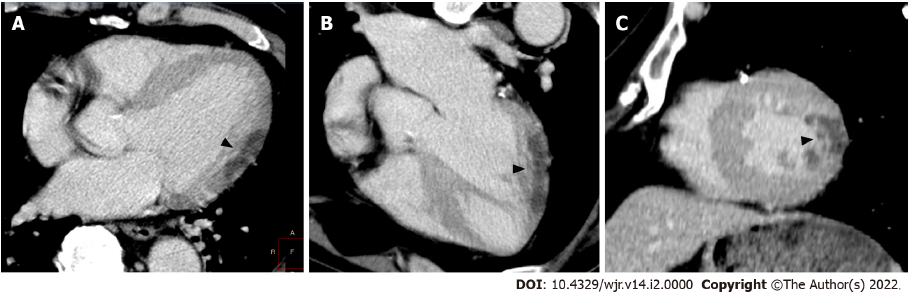 A B C
A
R F
DOI: 10.4329/wjr.v14.i2.0000 Copyright ©The Author(s) 2022.